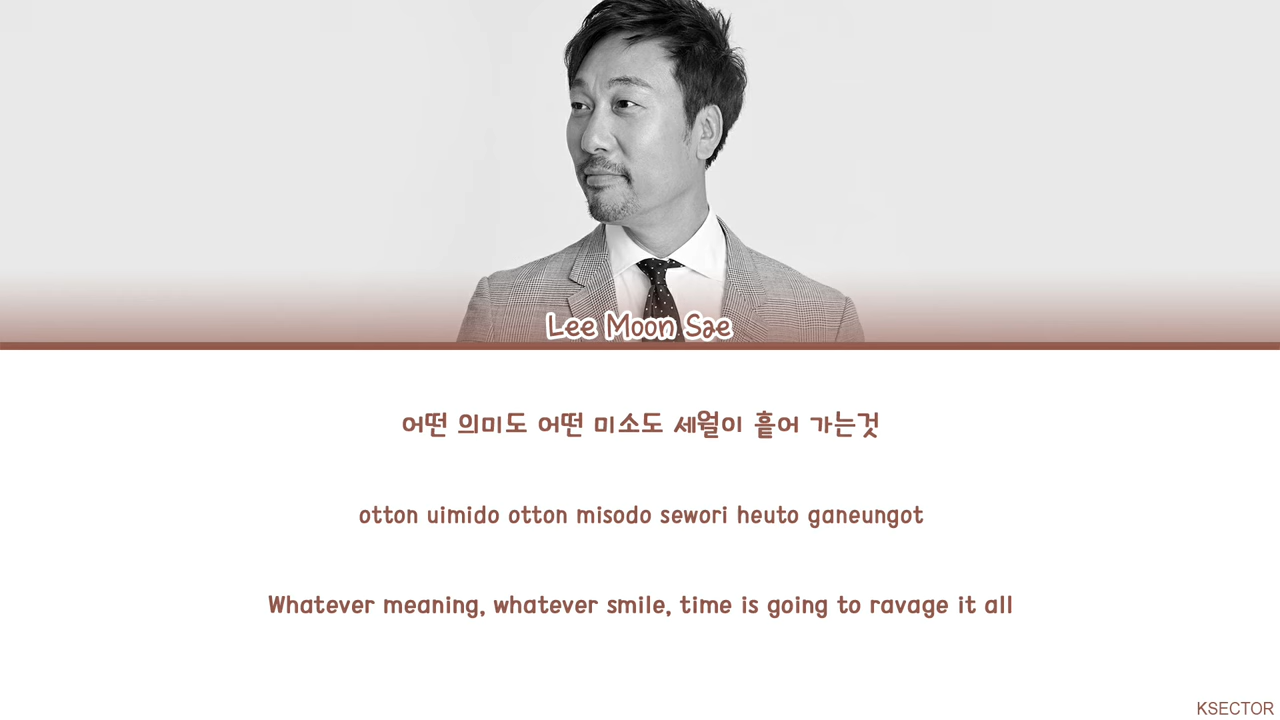 Lee Moon Sae
어떤 의미도 어떤 미소도 세월이 흩어 가는것
otton uimido otton misodo sewori heuto ganeungot
Whatever meaning, whatever smile, time is going to ravage it all
KSECTOR